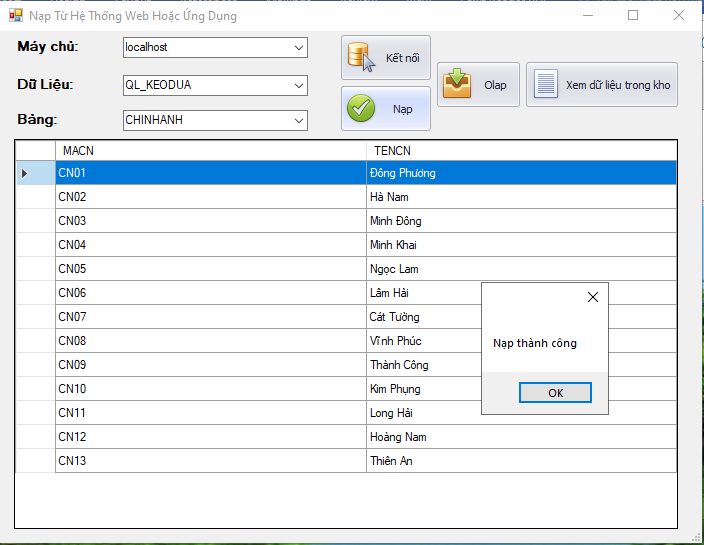 Nạp Từ Hệ Thống Web Hoặc Ứng Dụng
Máy chủ: localhost
Kết nối
Dữ Liệu: QL_KEODUA
Olap
Xem dữ liệu trong kho
Bảng: CHINHANH
Nạp
MACN TENCN
CN01 Đông Phương
CN02 Hà Nam
CN03 Minh Đông
CN04 Minh Khai
CN05 Ngọc Lam
CN06 Lâm Hải
CN07 Cát Tường
CN08 Vĩnh Phúc
CN09 Thành Công
CN10 Kim Phụng
CN11 Long Hải
CN12 Hoàng Nam
CN13 Thiên An
Nạp thành công
OK